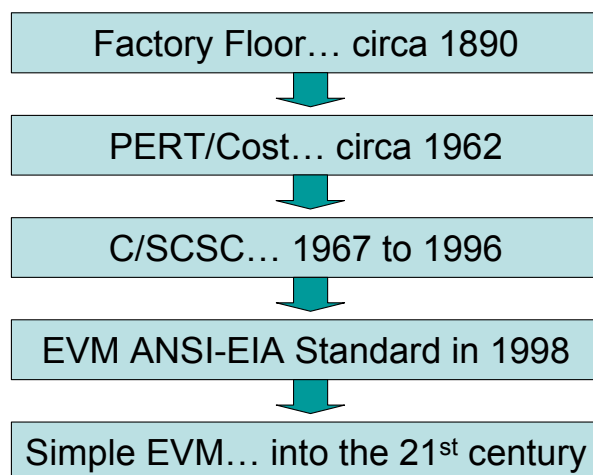 Factory Floor… circa 1890
PERT/Cost… circa 1962
C/SCSC… 1967 to 1996
EVM ANSI-EIA Standard in 1998
Simple EVM… into the 21st century